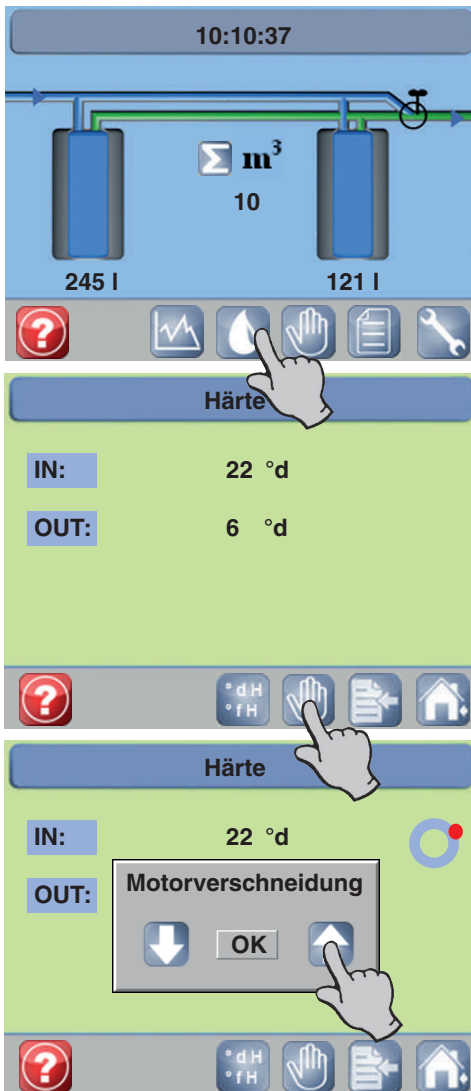 10:10:37
Σ m³
10
245 l 121 l
?
Härte
IN: 22 °d
OUT: 6 °d
?
°dH
°fH
Härte
IN: 22 °d
OUT:
Motorverschneidung
OK
?
°dH
°fH